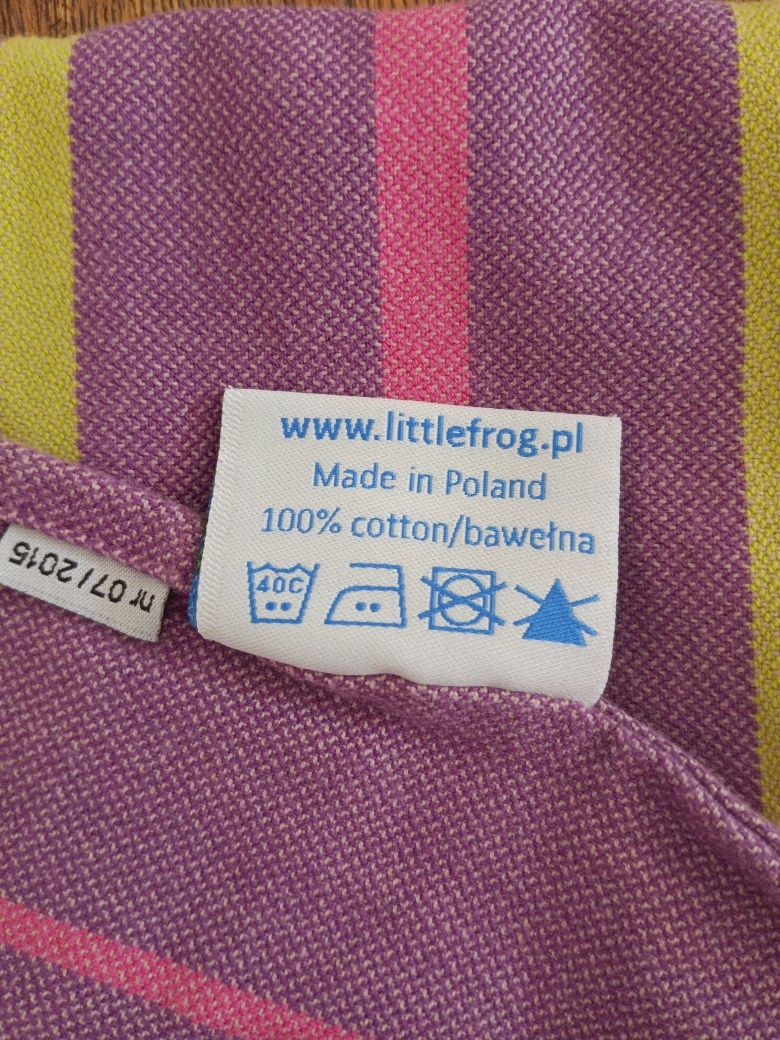 www.littlefrog.pl
Made in Poland
100% cotton/bawełna
40C
nr 07/2015